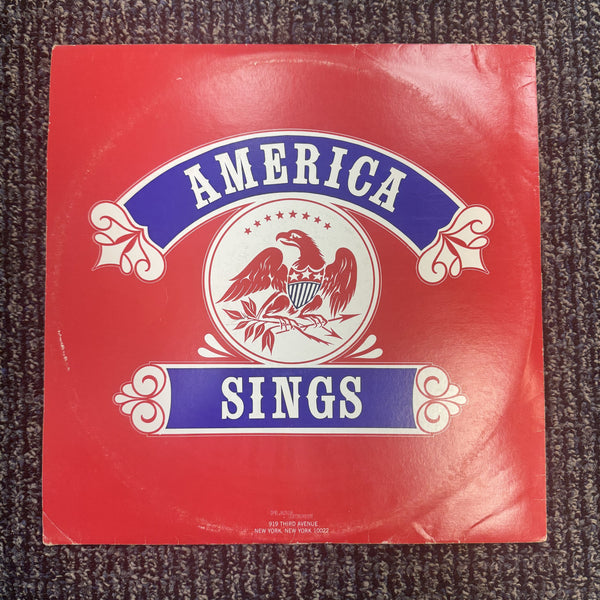 AMERICA
SINGS
919 THIRD AVENUE
NEW YORK, NEW YORK 10022